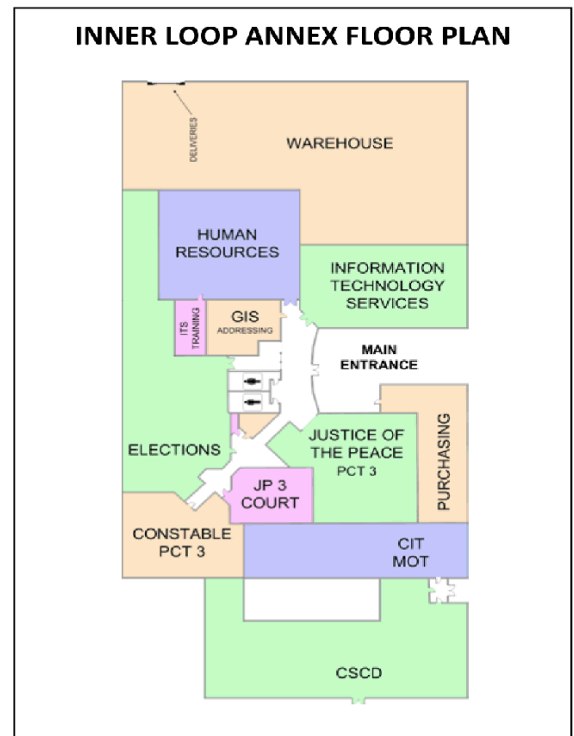 INNER LOOP ANNEX FLOOR PLAN
DELIVERIES
WAREHOUSE
HUMAN
RESOURCES
INFORMATION
TECHNOLOGY
SERVICES
ITS
TRAINING
GIS
ADDRESSING
MAIN
ENTRANCE
ELECTIONS
JUSTICE OF
THE PEACE
PCT 3
PURCHASING
JP 3
COURT
CONSTABLE
PCT 3
CIT
MOT
CSCD